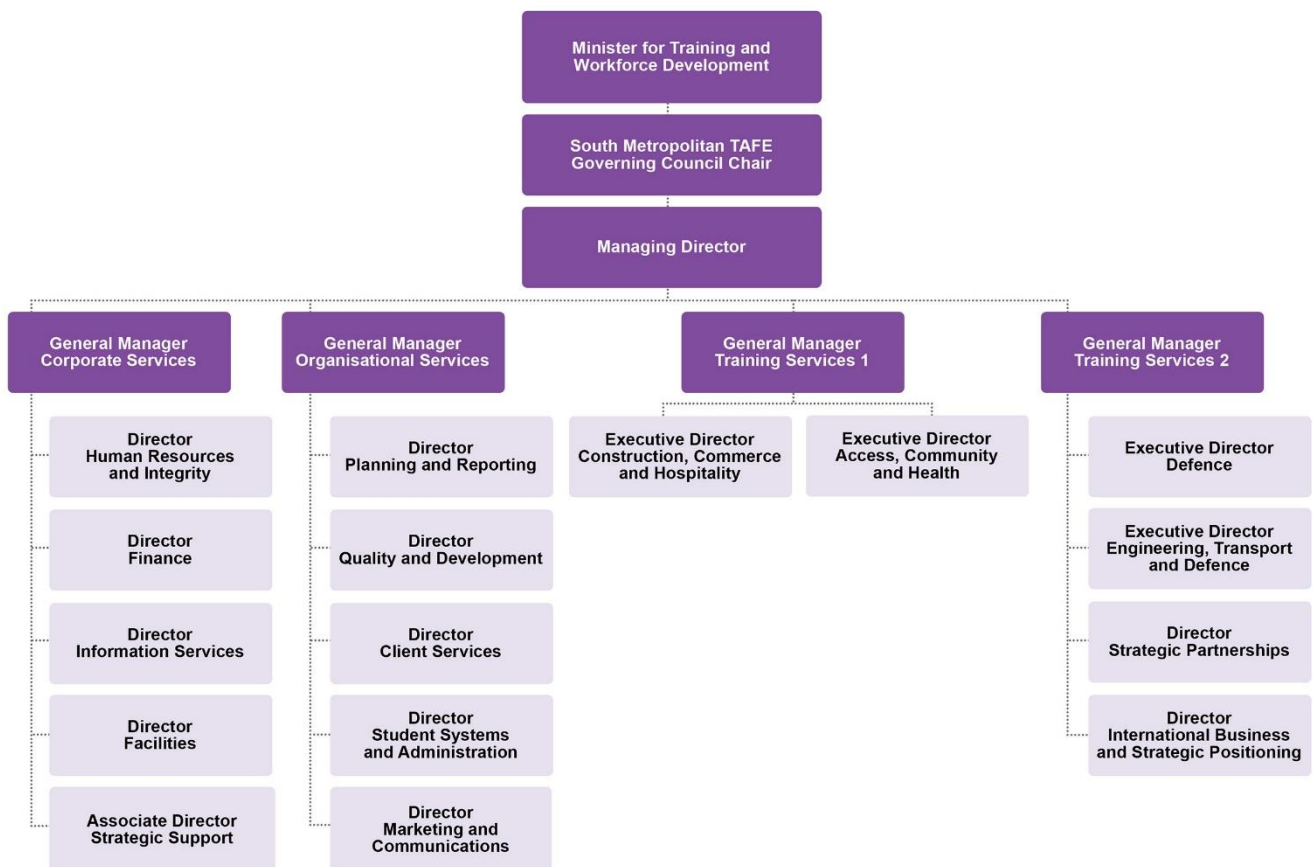 Minister for Training and
Workforce Development
South Metropolitan TAFE
Governing Council Chair
Managing Director
General Manager
Corporate Services
General Manager
Organisational Services
General Manager
Training Services 1
General Manager
Training Services 2
Director
Human Resources
and Integrity
Director
Finance
Director
Information Services
Director
Facilities
Associate Director
Strategic Support
Director
Planning and Reporting
Director
Quality and Development
Director
Client Services
Director
Student Systems
and Administration
Director
Marketing and
Communications
Executive Director
Construction, Commerce
and Hospitality
Executive Director
Access, Community
and Health
Executive Director
Defence
Executive Director
Engineering, Transport
and Defence
Director
Strategic Partnerships
Director
International Business
and Strategic Positioning